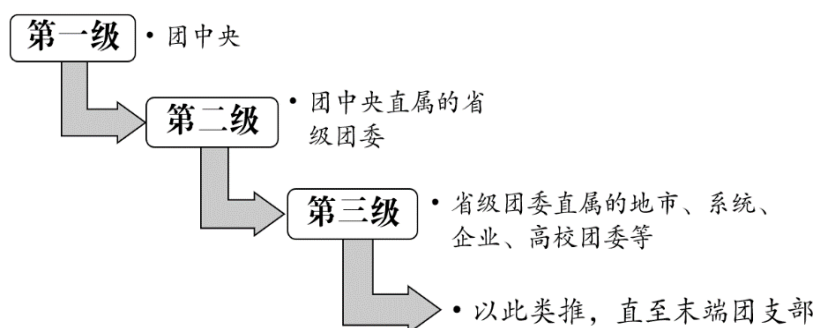 第一级
• 团中央
第二级
• 团中央直属的省
级团委
第三级
• 省级团委直属的地市、系统、
企业、高校团委等
• 以此类推，直至末端团支部